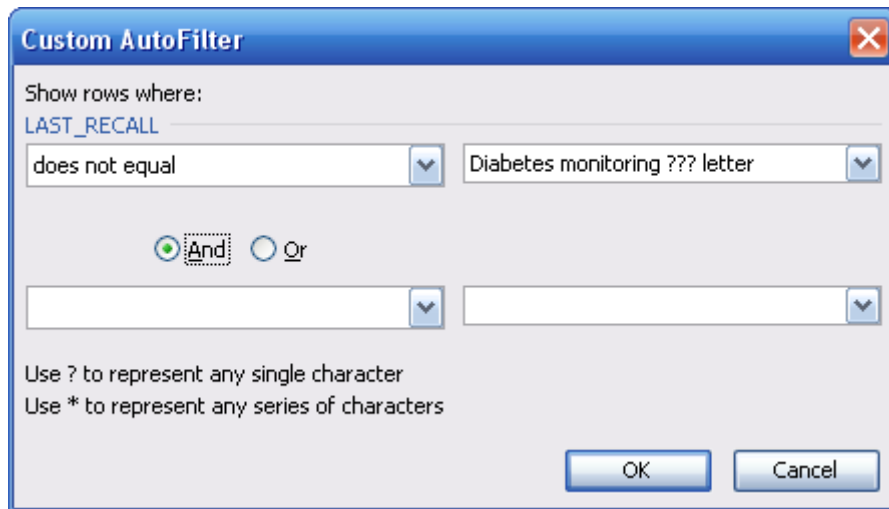 Custom AutoFilter
Show rows where:
LAST_RECALL
does not equal Diabetes monitoring ??? letter
And Or
Use ? to represent any single character
Use * to represent any series of characters
OK Cancel